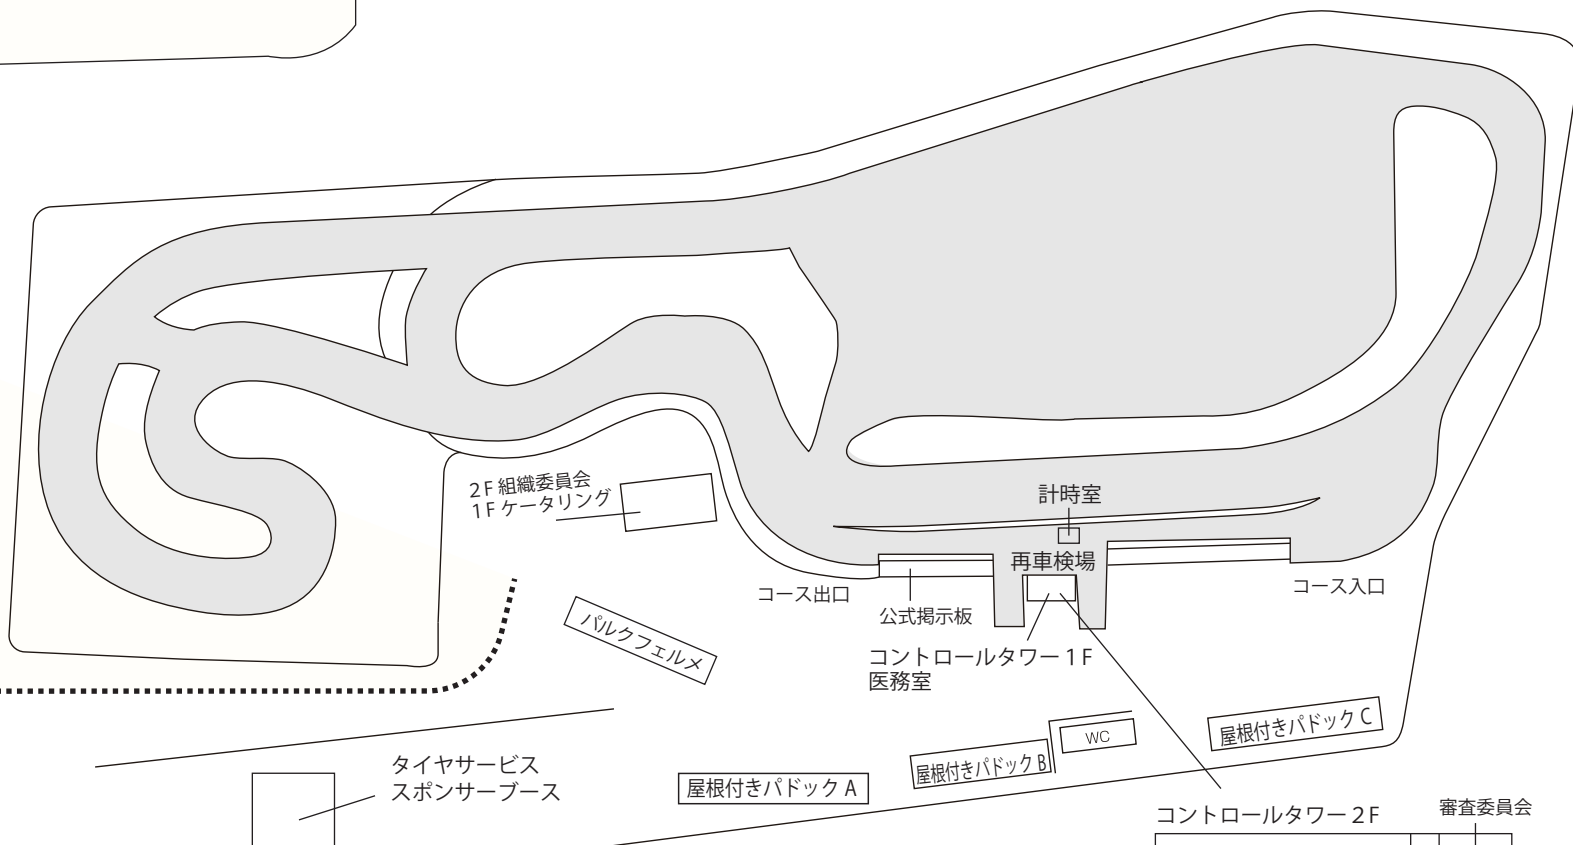 2F 組織委員会
1F ケータリング
計時室
再車検場
コース出口
公式掲示板
コース入口
パルクフェルメ
コントロールタワー 1F
医務室
屋根付きパドック C
WC
屋根付きパドック B
タイヤサービス
スポンサーブース
屋根付きパドック A
コントロールタワー 2F
審査委員会